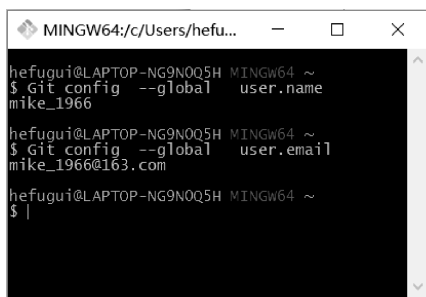 MINGW64:/c/Users/hefu...
hefugui@LAPTOP-NG9NOQ5H MINGW64 ~
$ Git config --global user.name
mike_1966
hefugui@LAPTOP-NG9NOQ5H MINGW64 ~
$ Git config --global user.email
mike_1966@163.com
hefugui@LAPTOP-NG9NOQ5H MINGW64 ~
$